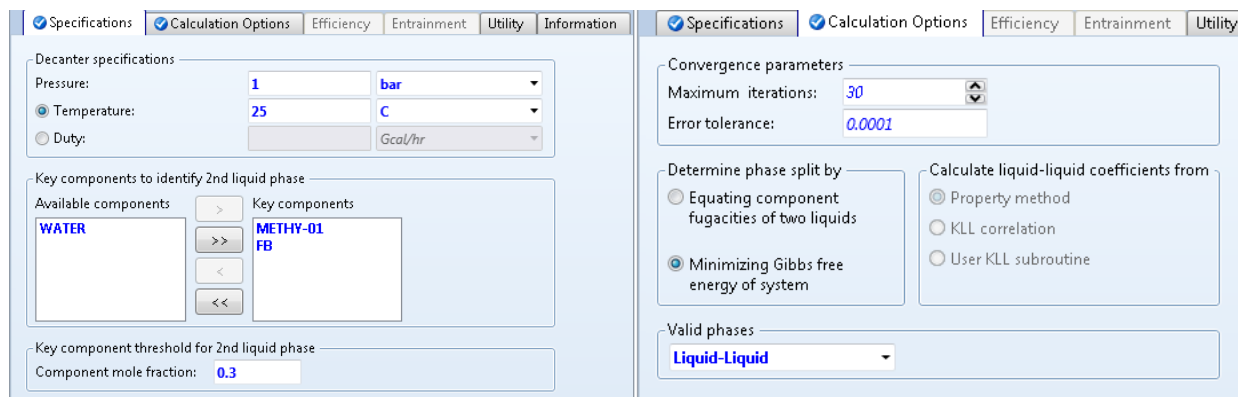 Specifications Calculation Options Efficiency Entrainment Utility Information
Decanter specifications
Pressure: 1 bar
Temperature: 25 C
Duty: Gcal/hr
Key components to identify 2nd liquid phase
Available components Key components
WATER
>
>>
<
<<
METHY-01
FB
Key component threshold for 2nd liquid phase
Component mole fraction: 0.3
Specifications Calculation Options Efficiency Entrainment Utility
Convergence parameters
Maximum iterations: 30
Error tolerance: 0.0001
Determine phase split by
Equating component
fugacities of two liquids
Minimizing Gibbs free
energy of system
Calculate liquid-liquid coefficients from
Property method
KLL correlation
User KLL subroutine
Valid phases
Liquid-Liquid